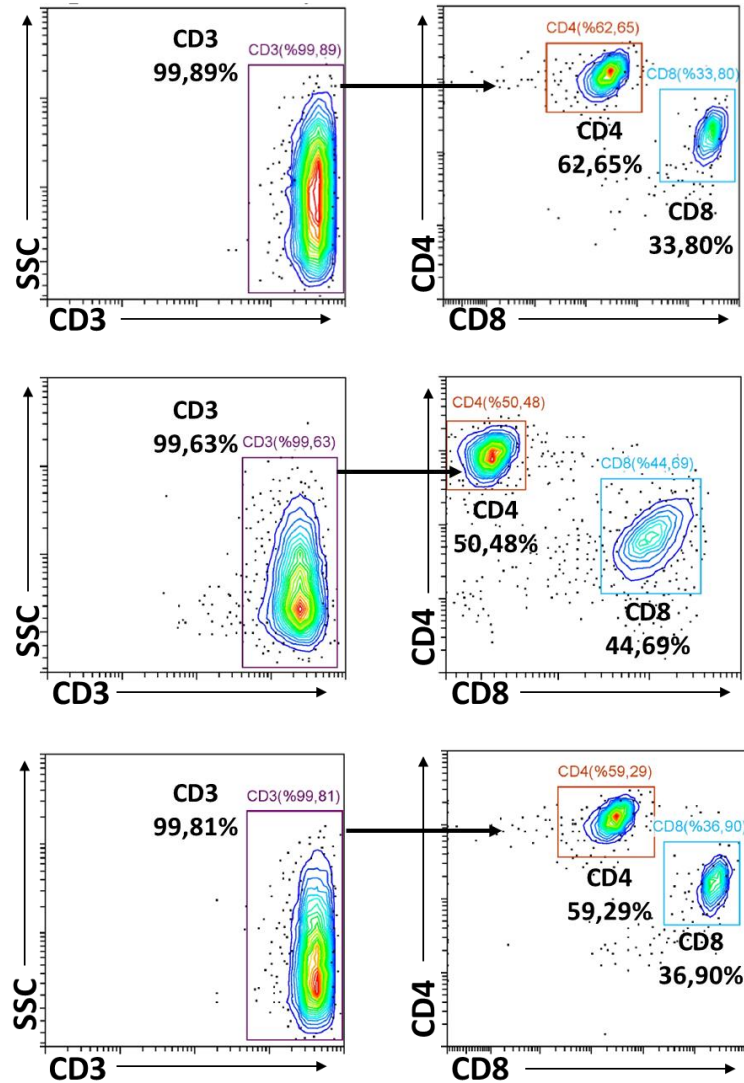 CD3
99,89%
CD3(%99,89)
SSC
CD3
CD4(%62,65)
CD8(%33,80)
CD4
62,65%
CD8
33,80%
CD4
CD8
CD3
99,63%
CD3(%99,63)
SSC
CD3
CD4(%50,48)
CD8(%44,69)
CD4
50,48%
CD8
44,69%
CD4
CD8
CD3
99,81%
CD3(%99,81)
SSC
CD3
CD4(%59,29)
CD8(%36,90)
CD4
59,29%
CD8
36,90%
CD4
CD8